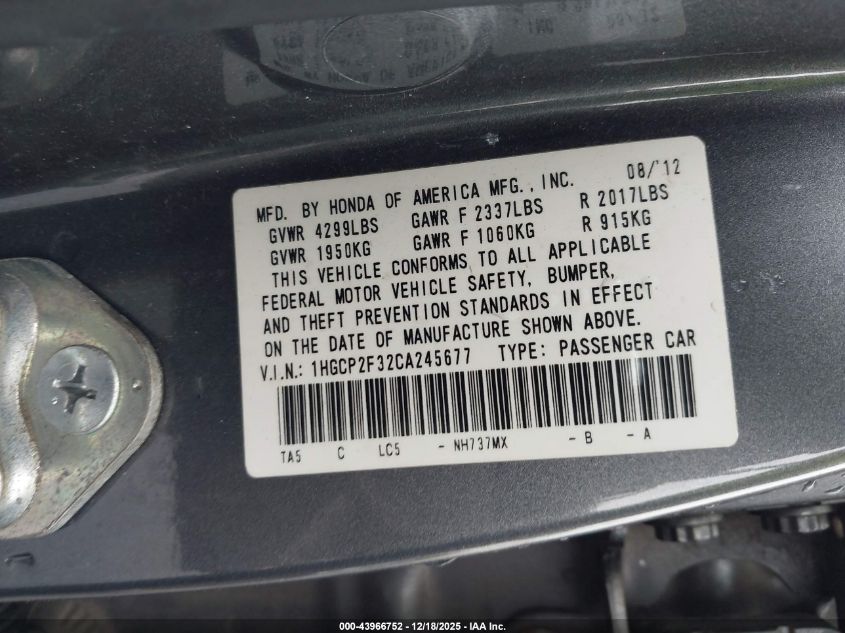 MFD. BY HONDA OF AMERICA MFG., INC. 08/'12
GVWR 4299LBS GAWR F 2337LBS R 2017LBS
GVWR 1950KG GAWR F 1060KG R 915KG
THIS VEHICLE CONFORMS TO ALL APPLICABLE
FEDERAL MOTOR VEHICLE SAFETY, BUMPER,
AND THEFT PREVENTION STANDARDS IN EFFECT
ON THE DATE OF MANUFACTURE SHOWN ABOVE.
V.I.N.: 1HGCP2F32CA245677 TYPE: PASSENGER CAR
TA5 C LC5 - NH737MX - B - A
000-43966752 - 12/18/2025 - IAA Inc.